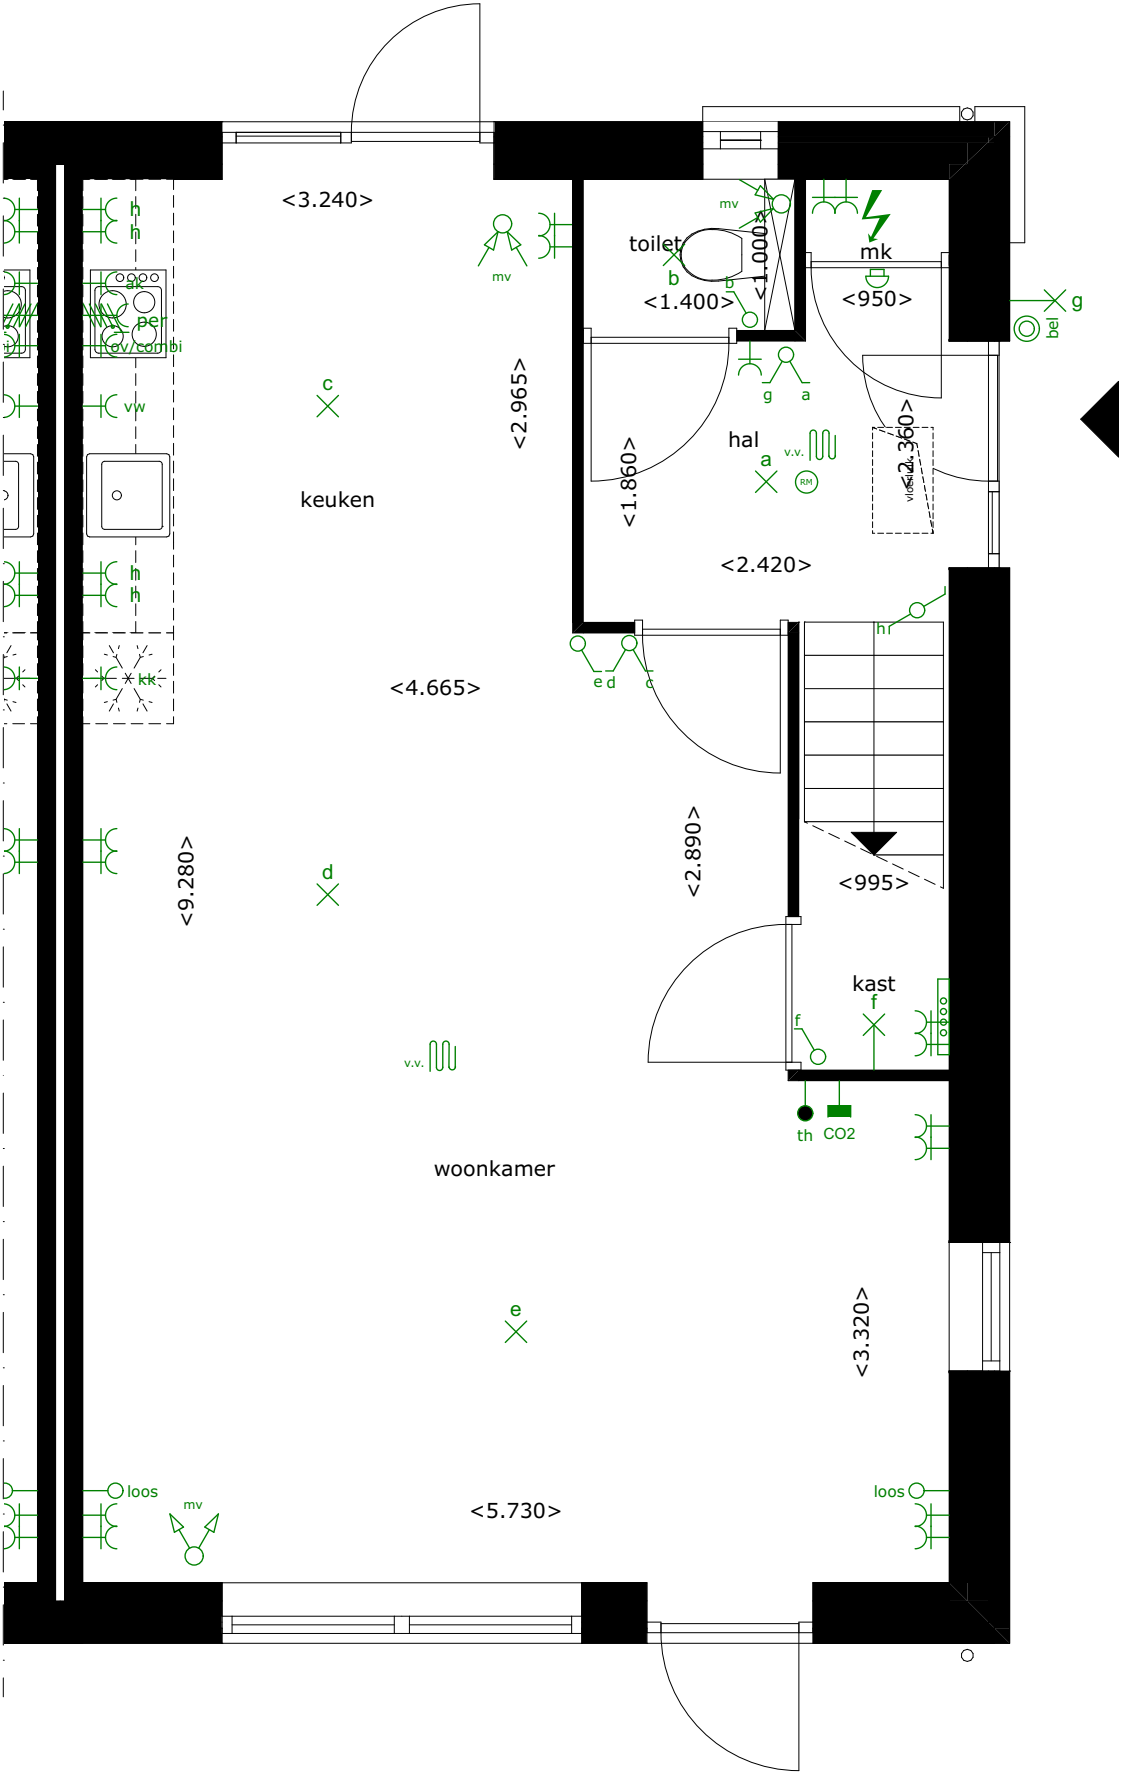 <3.240>
h
h
mv
toilet
b
<1.400>
mv
<1.000>
b
mk
<950>
g
bel
ak
per
ov/combi
vw
c
<2.965>
keuken
g
a
hal
v.v.
a
RM
<1.860>
<2.360>
<2.420>
h
h
hr
kk
e
d
c
<4.665>
<9.280>
d
<2.890>
<995>
kast
f
f
v.v.
th
CO2
woonkamer
e
<3.320>
loos
mv
<5.730>
loos